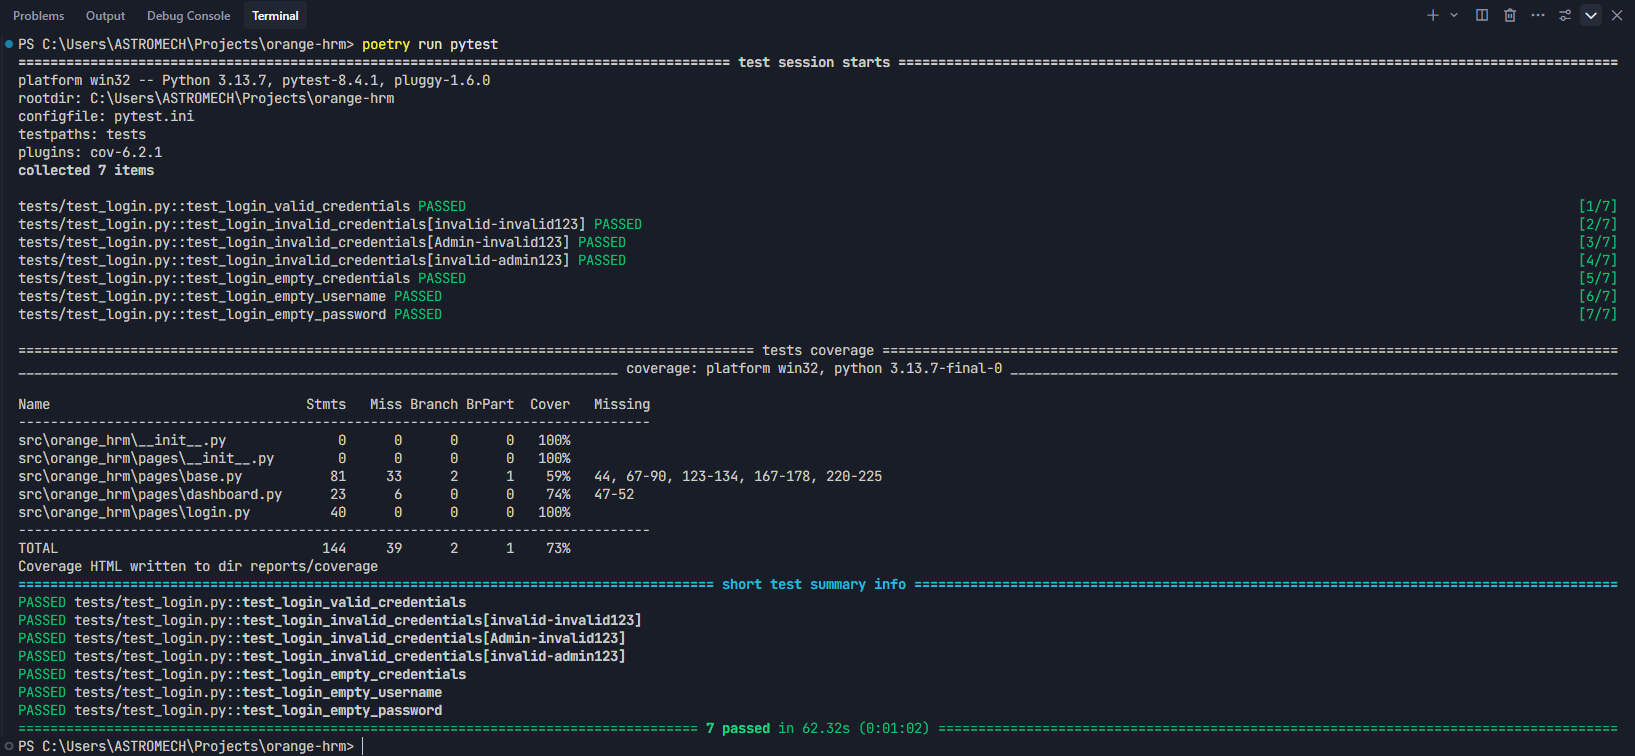 Problems Output Debug Console Terminal
PS C:\Users\ASTROMECH\Projects\orange-hrm> poetry run pytest
========================================================================================= test session starts ==========================================================================================
platform win32 -- Python 3.13.7, pytest-8.4.1, pluggy-1.6.0
rootdir: C:\Users\ASTROMECH\Projects\orange-hrm
configfile: pytest.ini
testpaths: tests
plugins: cov-6.2.1
collected 7 items
tests/test_login.py::test_login_valid_credentials PASSED [1/7]
tests/test_login.py::test_login_invalid_credentials[invalid-invalid123] PASSED [2/7]
tests/test_login.py::test_login_invalid_credentials[Admin-invalid123] PASSED [3/7]
tests/test_login.py::test_login_invalid_credentials[invalid-admin123] PASSED [4/7]
tests/test_login.py::test_login_empty_credentials PASSED [5/7]
tests/test_login.py::test_login_empty_username PASSED [6/7]
tests/test_login.py::test_login_empty_password PASSED [7/7]
============================================================================================ tests coverage ============================================================================================
___________________________________________________________________________ coverage: platform win32, python 3.13.7-final-0 ____________________________________________________________________________
Name Stmts Miss Branch BrPart Cover Missing
-------------------------------------------------------------------------------
src\orange_hrm\__init__.py 0 0 0 0 100%
src\orange_hrm\pages\__init__.py 0 0 0 0 100%
src\orange_hrm\pages\base.py 81 33 2 1 59% 44, 67-90, 123-134, 167-178, 220-225
src\orange_hrm\pages\dashboard.py 23 6 0 0 74% 47-52
src\orange_hrm\pages\login.py 40 0 0 0 100%
-------------------------------------------------------------------------------
TOTAL 144 39 2 1 73%
Coverage HTML written to dir reports/coverage
======================================================================================= short test summary info ========================================================================================
PASSED tests/test_login.py::test_login_valid_credentials
PASSED tests/test_login.py::test_login_invalid_credentials[invalid-invalid123]
PASSED tests/test_login.py::test_login_invalid_credentials[Admin-invalid123]
PASSED tests/test_login.py::test_login_invalid_credentials[invalid-admin123]
PASSED tests/test_login.py::test_login_empty_credentials
PASSED tests/test_login.py::test_login_empty_username
PASSED tests/test_login.py::test_login_empty_password
===================================================================================== 7 passed in 62.32s (0:01:02) =====================================================================================
PS C:\Users\ASTROMECH\Projects\orange-hrm>